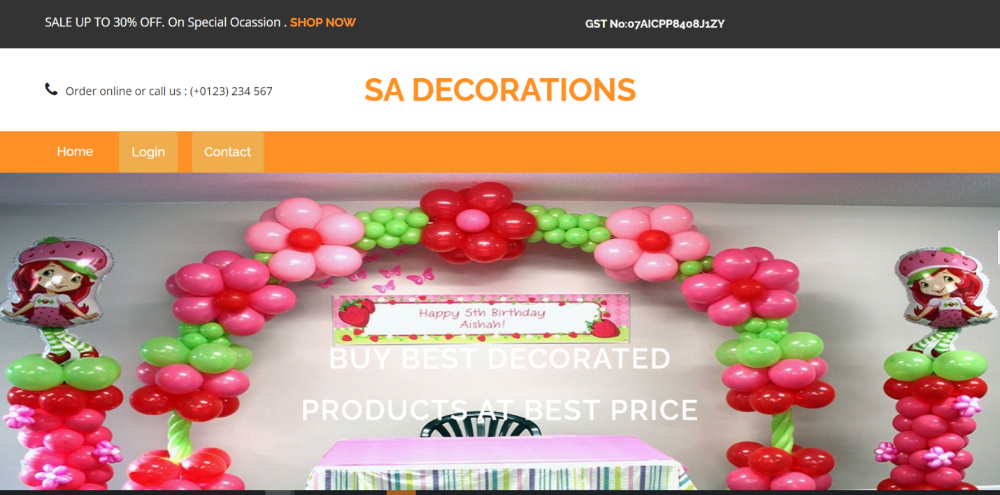 SALE UP TO 30% OFF. On Special Ocassion . SHOP NOW
GST No:07AICPP8408J1ZY
Order online or call us : (+0123) 234 567
SA DECORATIONS
Home
Login
Contact
Happy 5th Birthday
Aishah!
BUY BEST DECORATED
PRODUCTS AT BEST PRICE